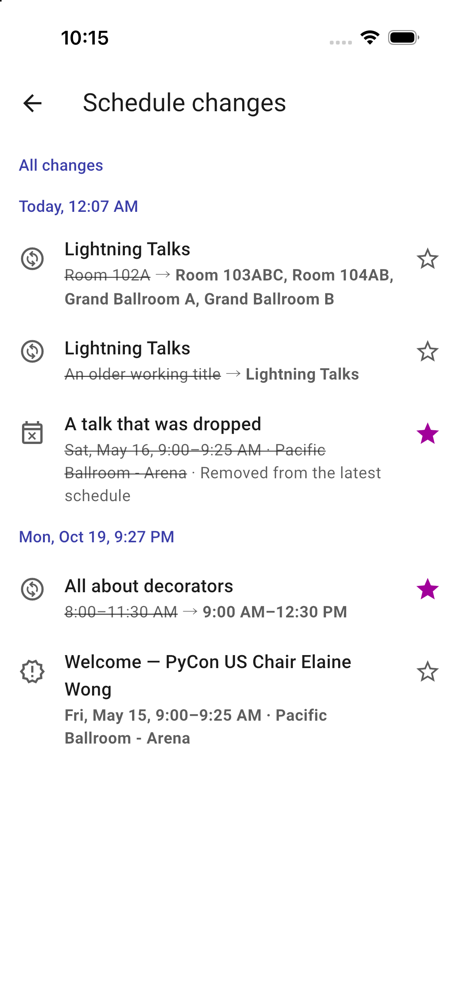 10:15
Schedule changes
All changes
Today, 12:07 AM
Lightning Talks
Room 102A → Room 103ABC, Room 104AB,
Grand Ballroom A, Grand Ballroom B
Lightning Talks
An older working title → Lightning Talks
A talk that was dropped
Sat, May 16, 9:00–9:25 AM · Pacific
Ballroom - Arena · Removed from the latest
schedule
Mon, Oct 19, 9:27 PM
All about decorators
8:00–11:30 AM → 9:00 AM–12:30 PM
Welcome — PyCon US Chair Elaine
Wong
Fri, May 15, 9:00–9:25 AM · Pacific
Ballroom - Arena